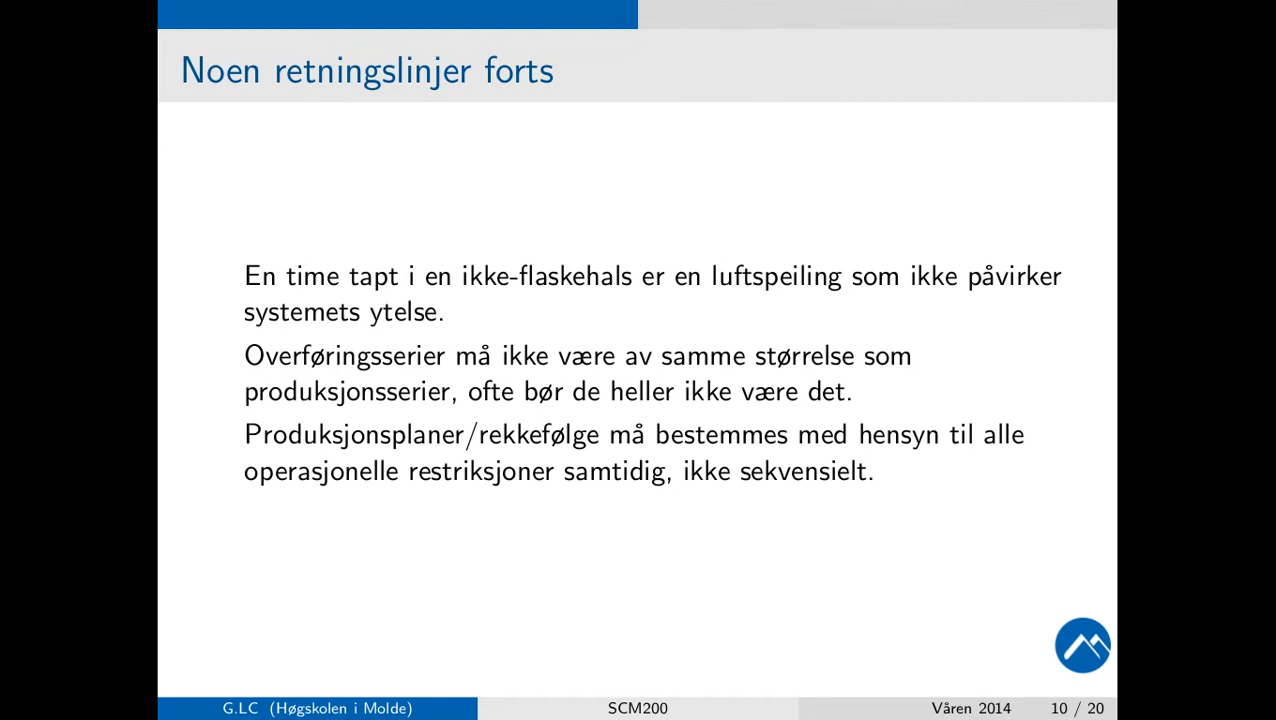 Noen retningslinjer forts
En time tapt i en ikke-flaskehals er en luftspeiling som ikke påvirker
systemets ytelse.
Overføringsserier må ikke være av samme størrelse som
produksjonsserier, ofte bør de heller ikke være det.
Produksjonsplaner/rekkefølge må bestemmes med hensyn til alle
operasjonelle restriksjoner samtidig, ikke sekvensielt.
G.LC (Høgskolen i Molde) SCM200 Våren 2014 10 / 20